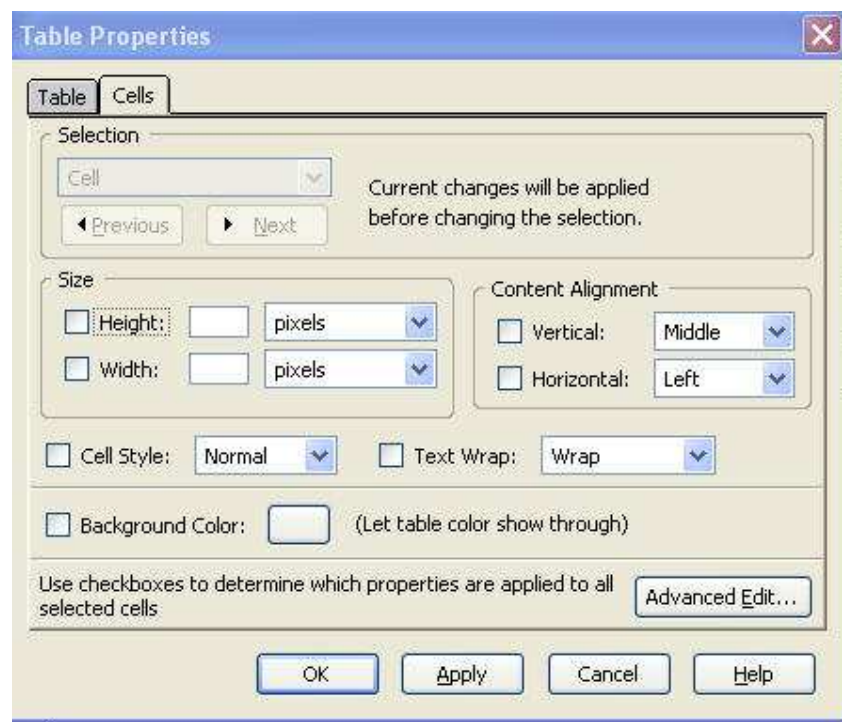 Table Properties
Table Cells
Selection
Cell
Previous Next
Current changes will be applied
before changing the selection.
Size
Height: pixels
Width: pixels
Content Alignment
Vertical: Middle
Horizontal: Left
Cell Style: Normal Text Wrap: Wrap
Background Color: (Let table color show through)
Use checkboxes to determine which properties are applied to all
selected cells
Advanced Edit...
OK Apply Cancel Help